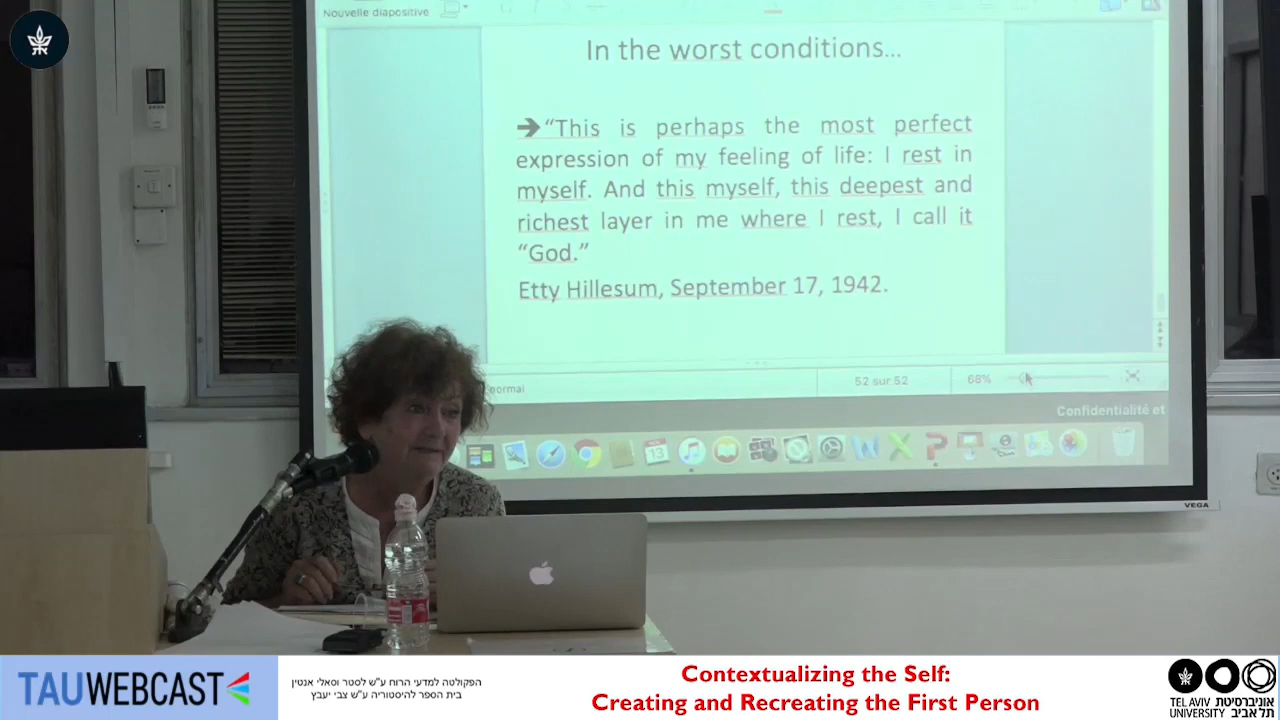 Nouvelle diapositive
In the worst conditions...
➔“This is perhaps the most perfect
expression of my feeling of life: I rest in
myself. And this myself, this deepest and
richest layer in me where I rest, I call it
“God.”
Etty Hillesum, September 17, 1942.
52 sur 52
68%
Confidentialité et
13
VEGA
TAUWEBCAST
הפקולטה למדעי הרוח ע"ש לסטר וסאלי אנטין
בית הספר להיסטוריה ע"ש צבי יעבץ
Contextualizing the Self:
Creating and Recreating the First Person
TEL AVIV אוניברסיטת
UNIVERSITY תל אביב